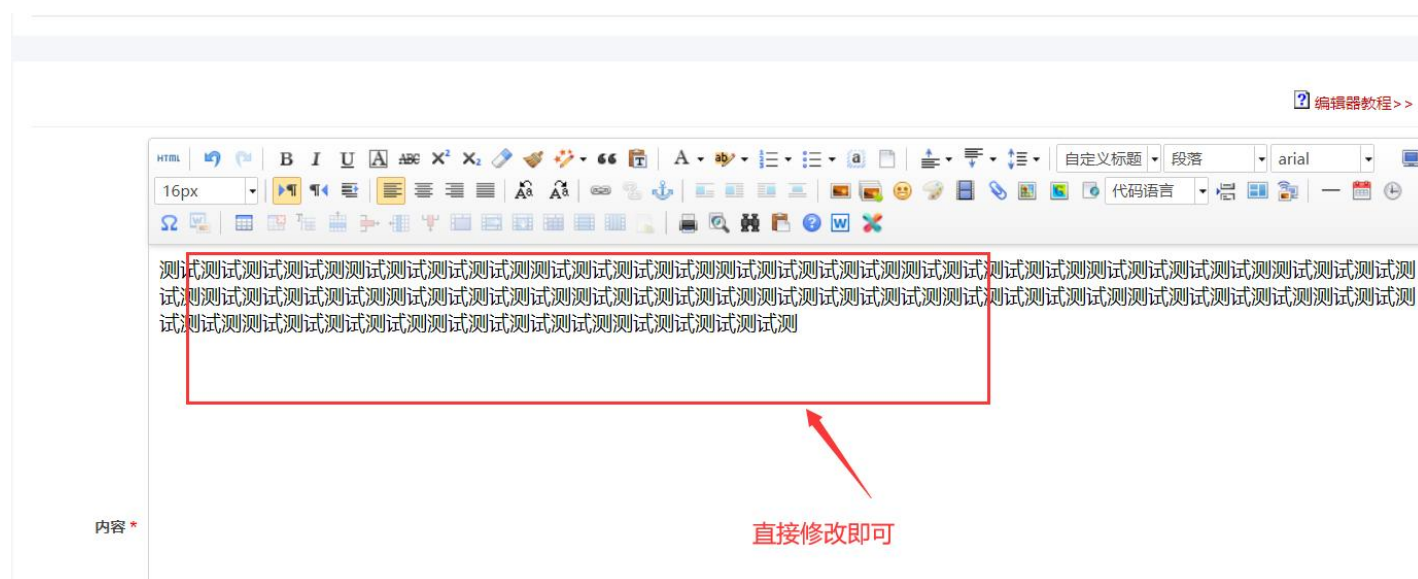 编辑器教程>>
HTML
自定义标题 段落 arial
16px 代码语言
测试测试测试测试测测试测试测试测试测测试测试测试测试测测试测试测试测试测测试测试测试测试测测试测试测试测试测测试测试测试测
试测测试测试测试测试测测试测试测试测试测测试测试测试测试测测试测试测试测试测测试测试测试测试测测试测试测试测试测测试测试测
试测试测测试测试测试测试测测试测试测试测试测测试测试测试测试测
内容 *
直接修改即可